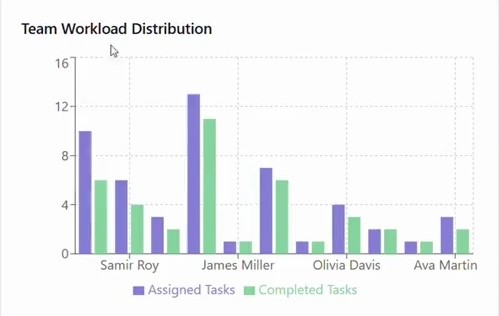 Team Workload Distribution
16
12
8
4
0
Samir Roy James Miller Olivia Davis Ava Martin
Assigned Tasks Completed Tasks